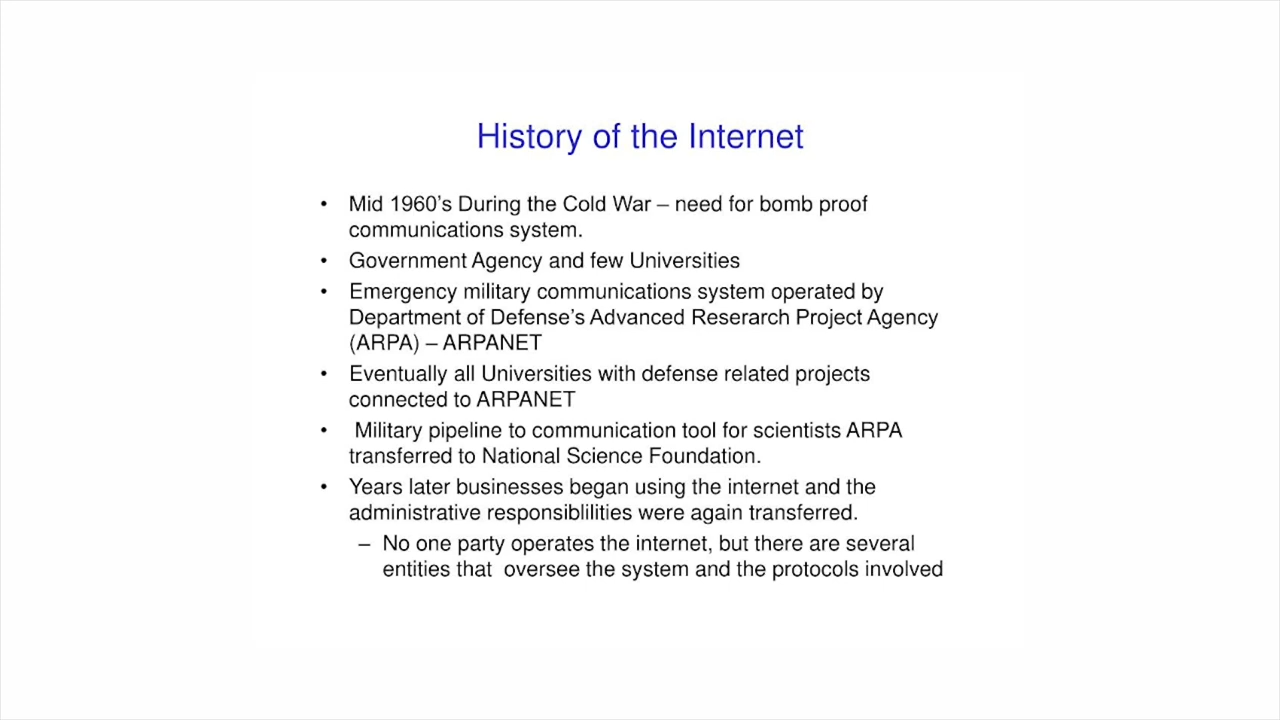 History of the Internet
• Mid 1960's During the Cold War – need for bomb proof
communications system.
• Government Agency and few Universities
• Emergency military communications system operated by
Department of Defense's Advanced Reserarch Project Agency
(ARPA) – ARPANET
• Eventually all Universities with defense related projects
connected to ARPANET
• Military pipeline to communication tool for scientists ARPA
transferred to National Science Foundation.
• Years later businesses began using the internet and the
administrative responsiblilities were again transferred.
– No one party operates the internet, but there are several
entities that oversee the system and the protocols involved